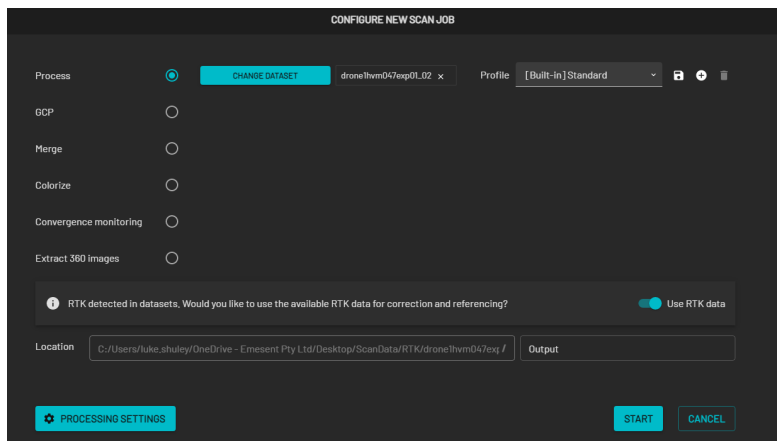 CONFIGURE NEW SCAN JOB
Process CHANGE DATASET drone1hvm047exp01_02 × Profile [Built-in] Standard
GCP
Merge
Colorize
Convergence monitoring
Extract 360 images
RTK detected in datasets. Would you like to use the available RTK data for correction and referencing? Use RTK data
Location C:/Users/luke.shuley/OneDrive - Emesent Pty Ltd/Desktop/ScanData/RTK/drone1hvm047exp / Output
PROCESSING SETTINGS START CANCEL